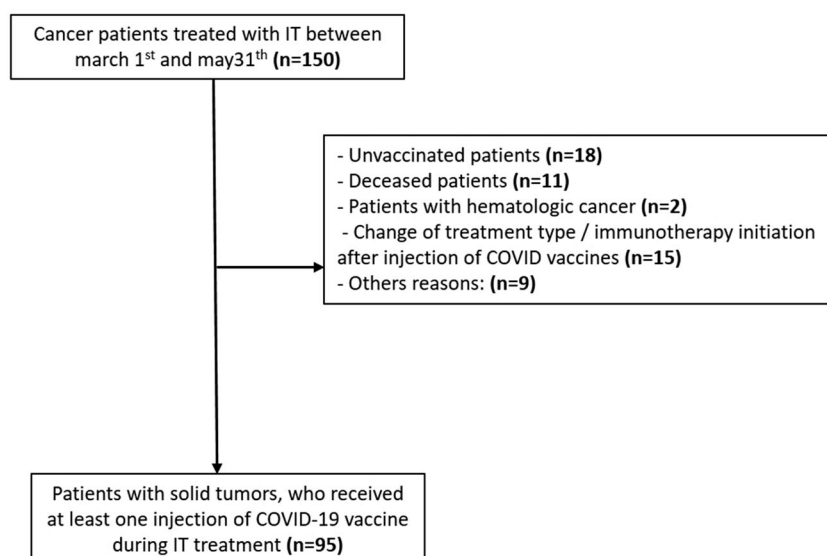 Cancer patients treated with IT between
march 1st and may31th (n=150)
- Unvaccinated patients (n=18)
- Deceased patients (n=11)
- Patients with hematologic cancer (n=2)
- Change of treatment type / immunotherapy initiation
after injection of COVID vaccines (n=15)
- Others reasons: (n=9)
Patients with solid tumors, who received
at least one injection of COVID-19 vaccine
during IT treatment (n=95)